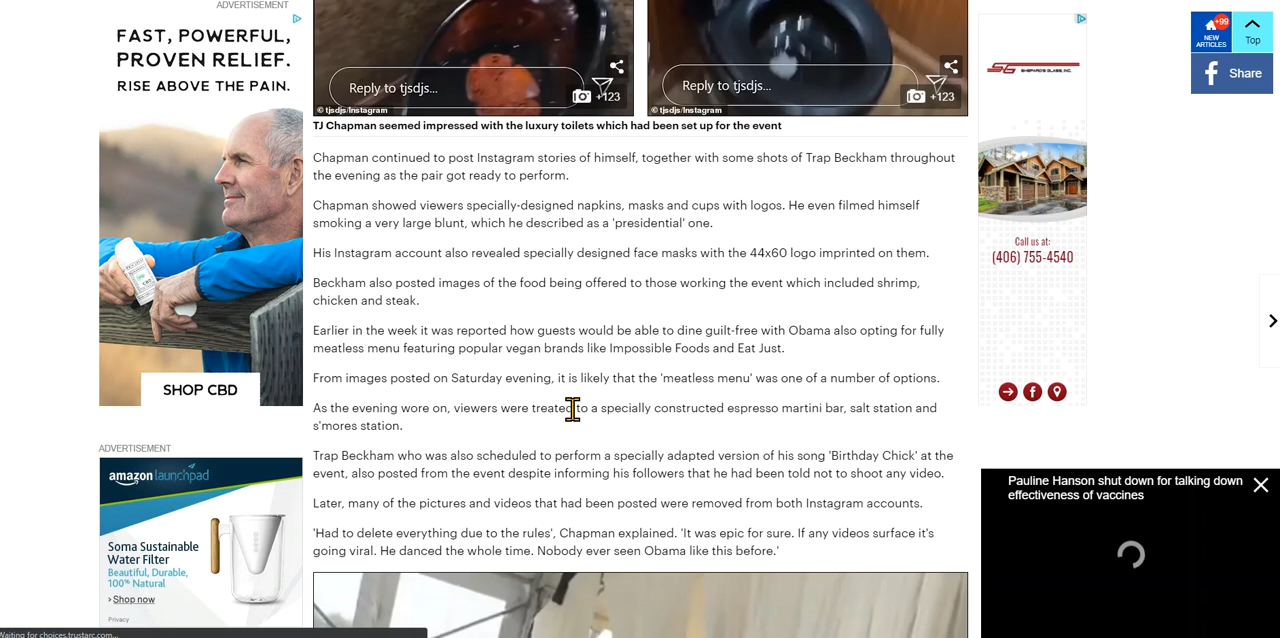 ADVERTISEMENT
FAST, POWERFUL,
PROVEN RELIEF.
RISE ABOVE THE PAIN.
SHOP CBD
ADVERTISEMENT
amazon launchpad
Soma Sustainable
Water Filter
Beautiful, Durable,
100% Natural
› Shop now
Privacy
Waiting for choices.trustarc.com...
Reply to tjsdjs...
+123
© tjsdjs/Instagram
Reply to tjsdjs...
+123
© tjsdjs/Instagram
TJ Chapman seemed impressed with the luxury toilets which had been set up for the event
Chapman continued to post Instagram stories of himself, together with some shots of Trap Beckham throughout
the evening as the pair got ready to perform.
Chapman showed viewers specially-designed napkins, masks and cups with logos. He even filmed himself
smoking a very large blunt, which he described as a 'presidential' one.
His Instagram account also revealed specially designed face masks with the 44x60 logo imprinted on them.
Beckham also posted images of the food being offered to those working the event which included shrimp,
chicken and steak.
Earlier in the week it was reported how guests would be able to dine guilt-free with Obama also opting for fully
meatless menu featuring popular vegan brands like Impossible Foods and Eat Just.
From images posted on Saturday evening, it is likely that the 'meatless menu' was one of a number of options.
As the evening wore on, viewers were treated to a specially constructed espresso martini bar, salt station and
s'mores station.
Trap Beckham who was also scheduled to perform a specially adapted version of his song 'Birthday Chick' at the
event, also posted from the event despite informing his followers that he had been told not to shoot any video.
Later, many of the pictures and videos that had been posted were removed from both Instagram accounts.
'Had to delete everything due to the rules', Chapman explained. 'It was epic for sure. If any videos surface it's
going viral. He danced the whole time. Nobody ever seen Obama like this before.'
SHEPARD'S GLASS, INC.
Call us at:
(406) 755-4540
+99
NEW
ARTICLES
Top
Share
Pauline Hanson shut down for talking down
effectiveness of vaccines